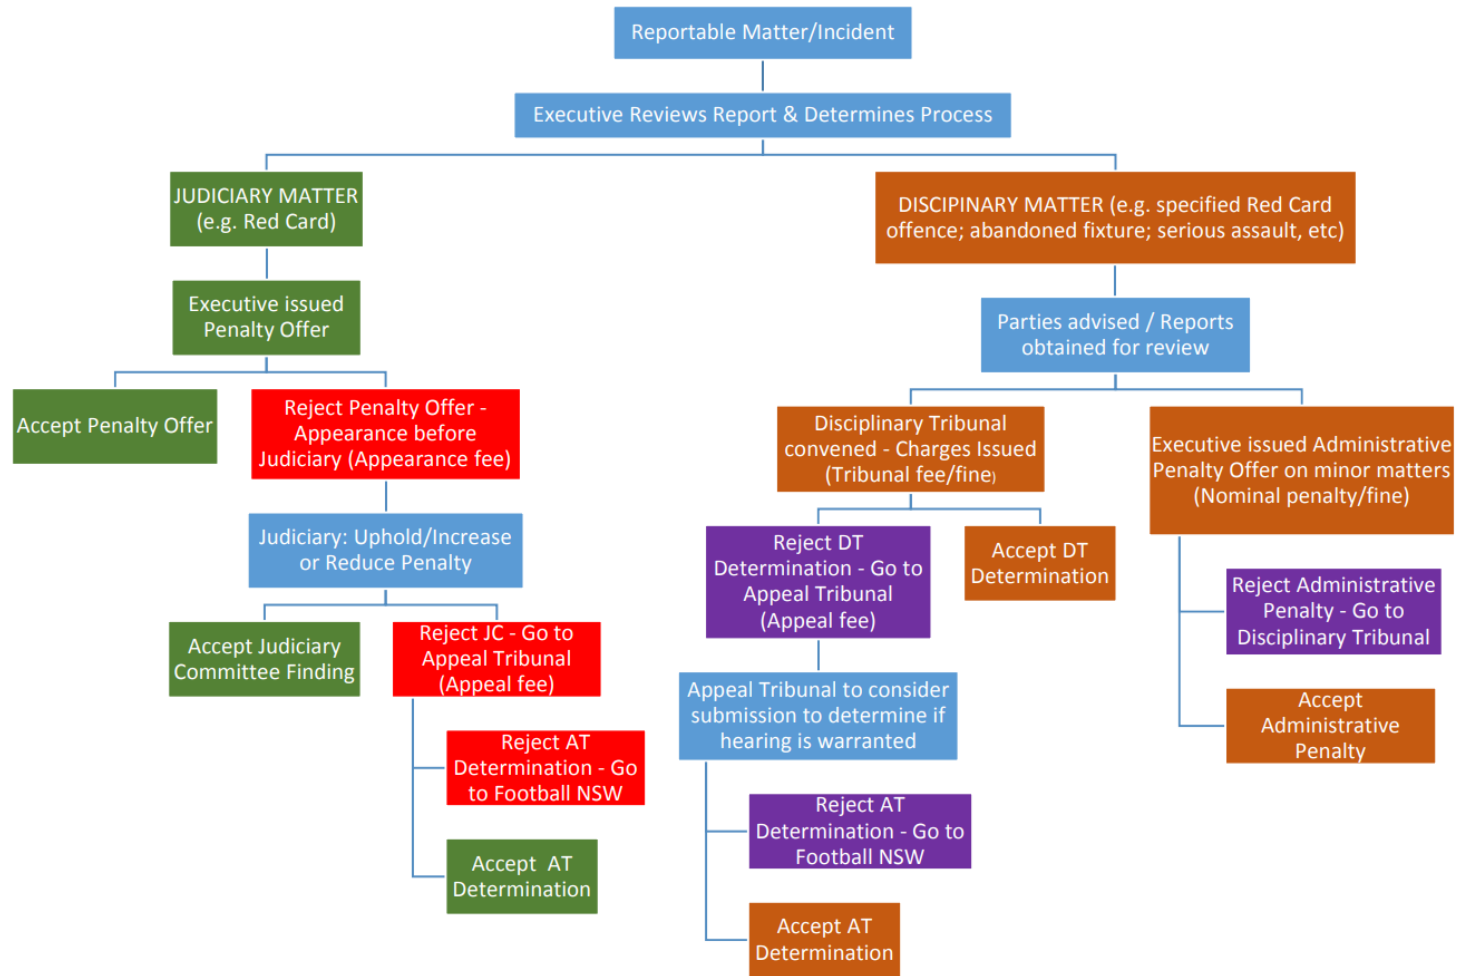 Reportable Matter/Incident
Executive Reviews Report & Determines Process
JUDICIARY MATTER
(e.g. Red Card)
DISCIPINARY MATTER (e.g. specified Red Card
offence; abandoned fixture; serious assault, etc)
Executive issued
Penalty Offer
Parties advised / Reports
obtained for review
Accept Penalty Offer
Reject Penalty Offer -
Appearance before
Judiciary (Appearance fee)
Disciplinary Tribunal
convened - Charges Issued
(Tribunal fee/fine)
Executive issued Administrative
Penalty Offer on minor matters
(Nominal penalty/fine)
Judiciary: Uphold/Increase
or Reduce Penalty
Reject DT
Determination - Go to
Appeal Tribunal
(Appeal fee)
Accept DT
Determination
Reject Administrative
Penalty - Go to
Disciplinary Tribunal
Accept Judiciary
Committee Finding
Reject JC - Go to
Appeal Tribunal
(Appeal fee)
Appeal Tribunal to consider
submission to determine if
hearing is warranted
Accept
Administrative
Penalty
Reject AT
Determination - Go
to Football NSW
Reject AT
Determination - Go to
Football NSW
Accept AT
Determination
Accept AT
Determination